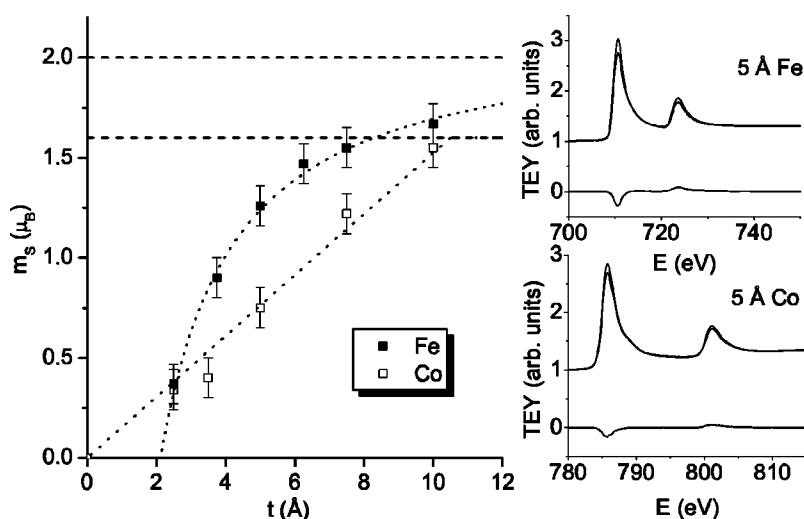 2.0
1.5
1.0
0.5
0.0
m_s (μ_B)
0 2 4 6 8 10 12
t (Å)
Fe
Co
3
2
1
0
TEY (arb. units)
5 Å Fe
700 720 740
E (eV)
3
2
1
0
TEY (arb. units)
5 Å Co
780 790 800 810
E (eV)